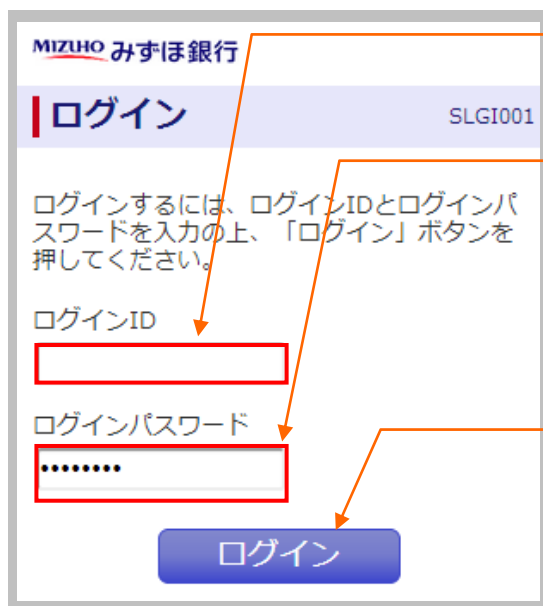 MIZUHO みずほ銀行
ログイン SLGI001
ログインするには、ログインIDとログインパ
スワードを入力の上、「ログイン」ボタンを
押してください。
ログインID
ログインパスワード
••••••••
ログイン